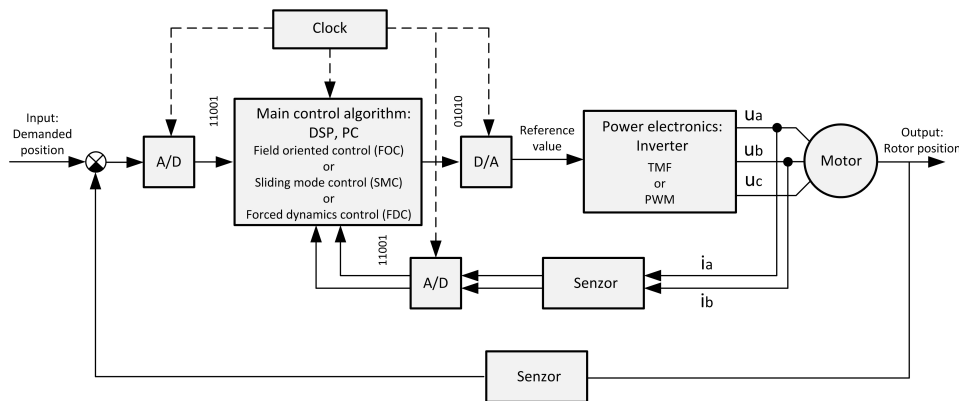 Clock
Input:
Demanded
position
A/D
11001
Main control algorithm:
DSP, PC
Field oriented control (FOC)
or
Sliding mode control (SMC)
or
Forced dynamics control (FDC)
01010
D/A
Reference
value
Power electronics:
Inverter
TMF
or
PWM
ua
ub
uc
Motor
Output:
Rotor position
11001
A/D
Senzor
ia
ib
Senzor